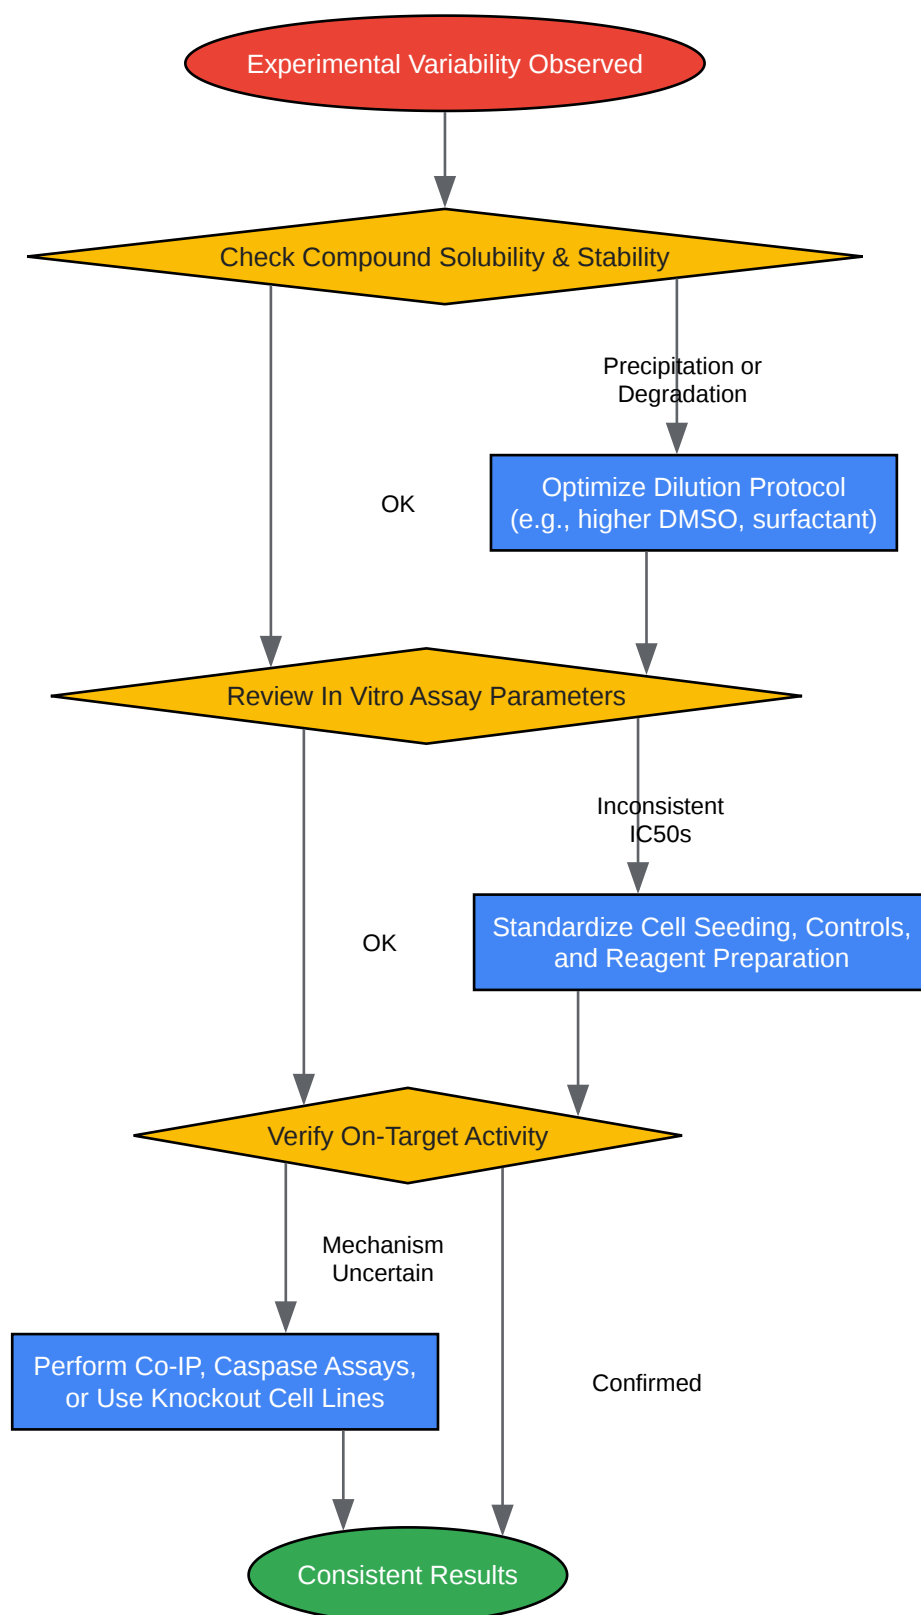 Experimental Variability Observed
Check Compound Solubility & Stability
Precipitation or
Degradation
Optimize Dilution Protocol
(e.g., higher DMSO, surfactant)
OK
Review In Vitro Assay Parameters
Inconsistent
IC50s
Standardize Cell Seeding, Controls,
and Reagent Preparation
OK
Verify On-Target Activity
Mechanism
Uncertain
Perform Co-IP, Caspase Assays,
or Use Knockout Cell Lines
Confirmed
Consistent Results